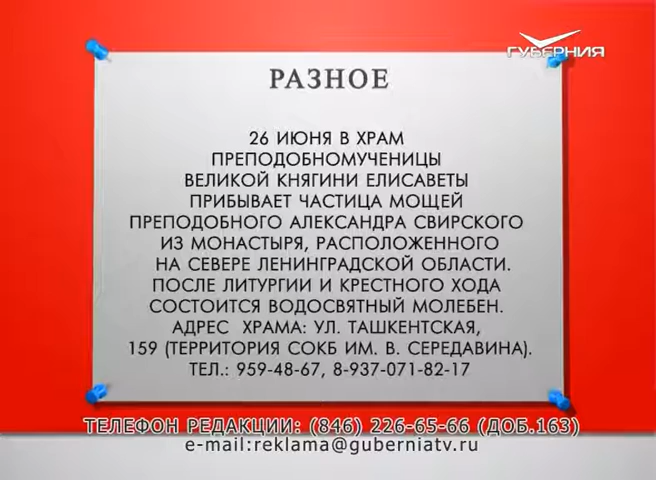 ГУБЕРНИЯ
РАЗНОЕ
26 ИЮНЯ В ХРАМ
ПРЕПОДОБНОМУЧЕНИЦЫ
ВЕЛИКОЙ КНЯГИНИ ЕЛИСАВЕТЫ
ПРИБЫВАЕТ ЧАСТИЦА МОЩЕЙ
ПРЕПОДОБНОГО АЛЕКСАНДРА СВИРСКОГО
ИЗ МОНАСТЫРЯ, РАСПОЛОЖЕННОГО
НА СЕВЕРЕ ЛЕНИНГРАДСКОЙ ОБЛАСТИ.
ПОСЛЕ ЛИТУРГИИ И КРЕСТНОГО ХОДА
СОСТОИТСЯ ВОДОСВЯТНЫЙ МОЛЕБЕН.
АДРЕС ХРАМА: УЛ. ТАШКЕНТСКАЯ,
159 (ТЕРРИТОРИЯ СОКБ ИМ. В. СЕРЕДАВИНА).
ТЕЛ.: 959-48-67, 8-937-071-82-17
ТЕЛЕФОН РЕДАКЦИИ: (846) 226-65-66 (ДОБ.163)
e-mail:reklama@guberniatv.ru